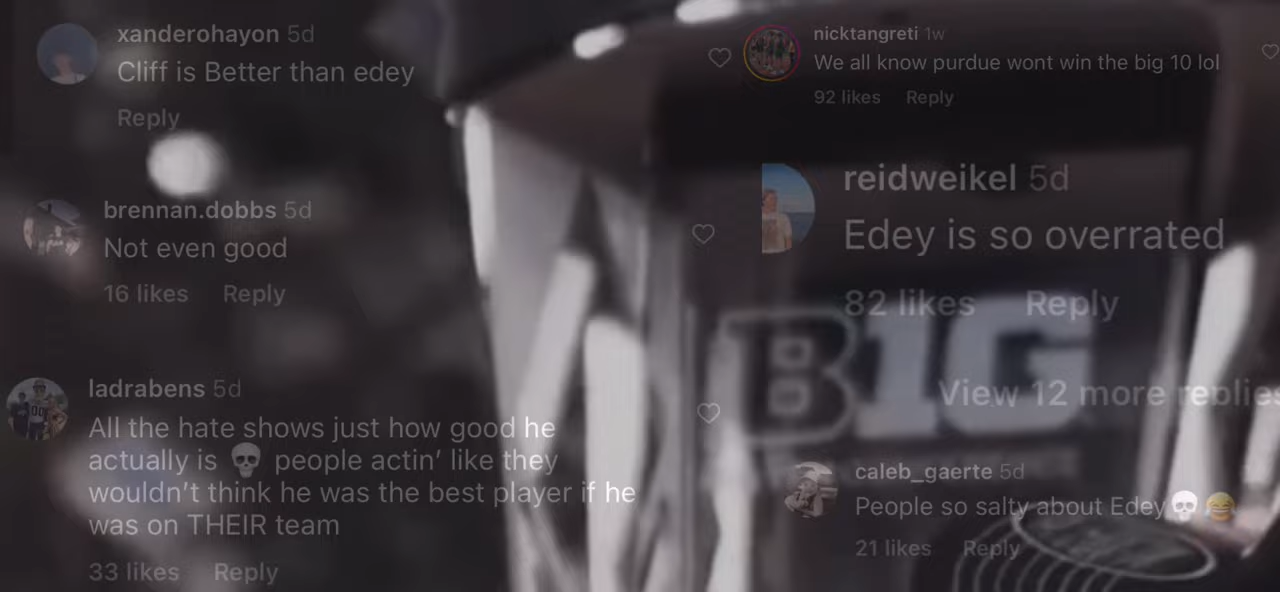 xanderohayon 5d
Cliff is Better than edey
Reply
brennan.dobbs 5d
Not even good
16 likes Reply
ladrabens 5d
All the hate shows just how good he
actually is 💀 people actin’ like they
wouldn’t think he was the best player if he
was on THEIR team
33 likes Reply
nicktangreti 1w
We all know purdue wont win the big 10 lol
92 likes Reply
reidweikel 5d
Edey is so overrated
82 likes Reply
B1G
View 12 more replies
caleb_gaerte 5d
People so salty about Edey💀😂
21 likes Reply